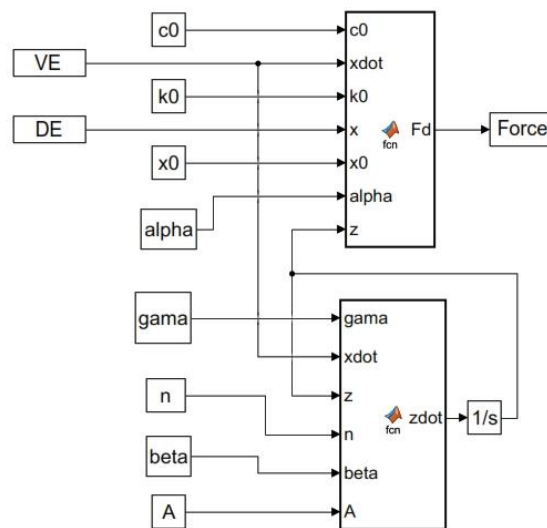 c0
c0
VE
xdot
k0
k0
DE
x
Fd
Force
fcn
x0
x0
alpha
alpha
z
gama
gama
xdot
z
n
n
zdot
1/s
fcn
beta
beta
A
A